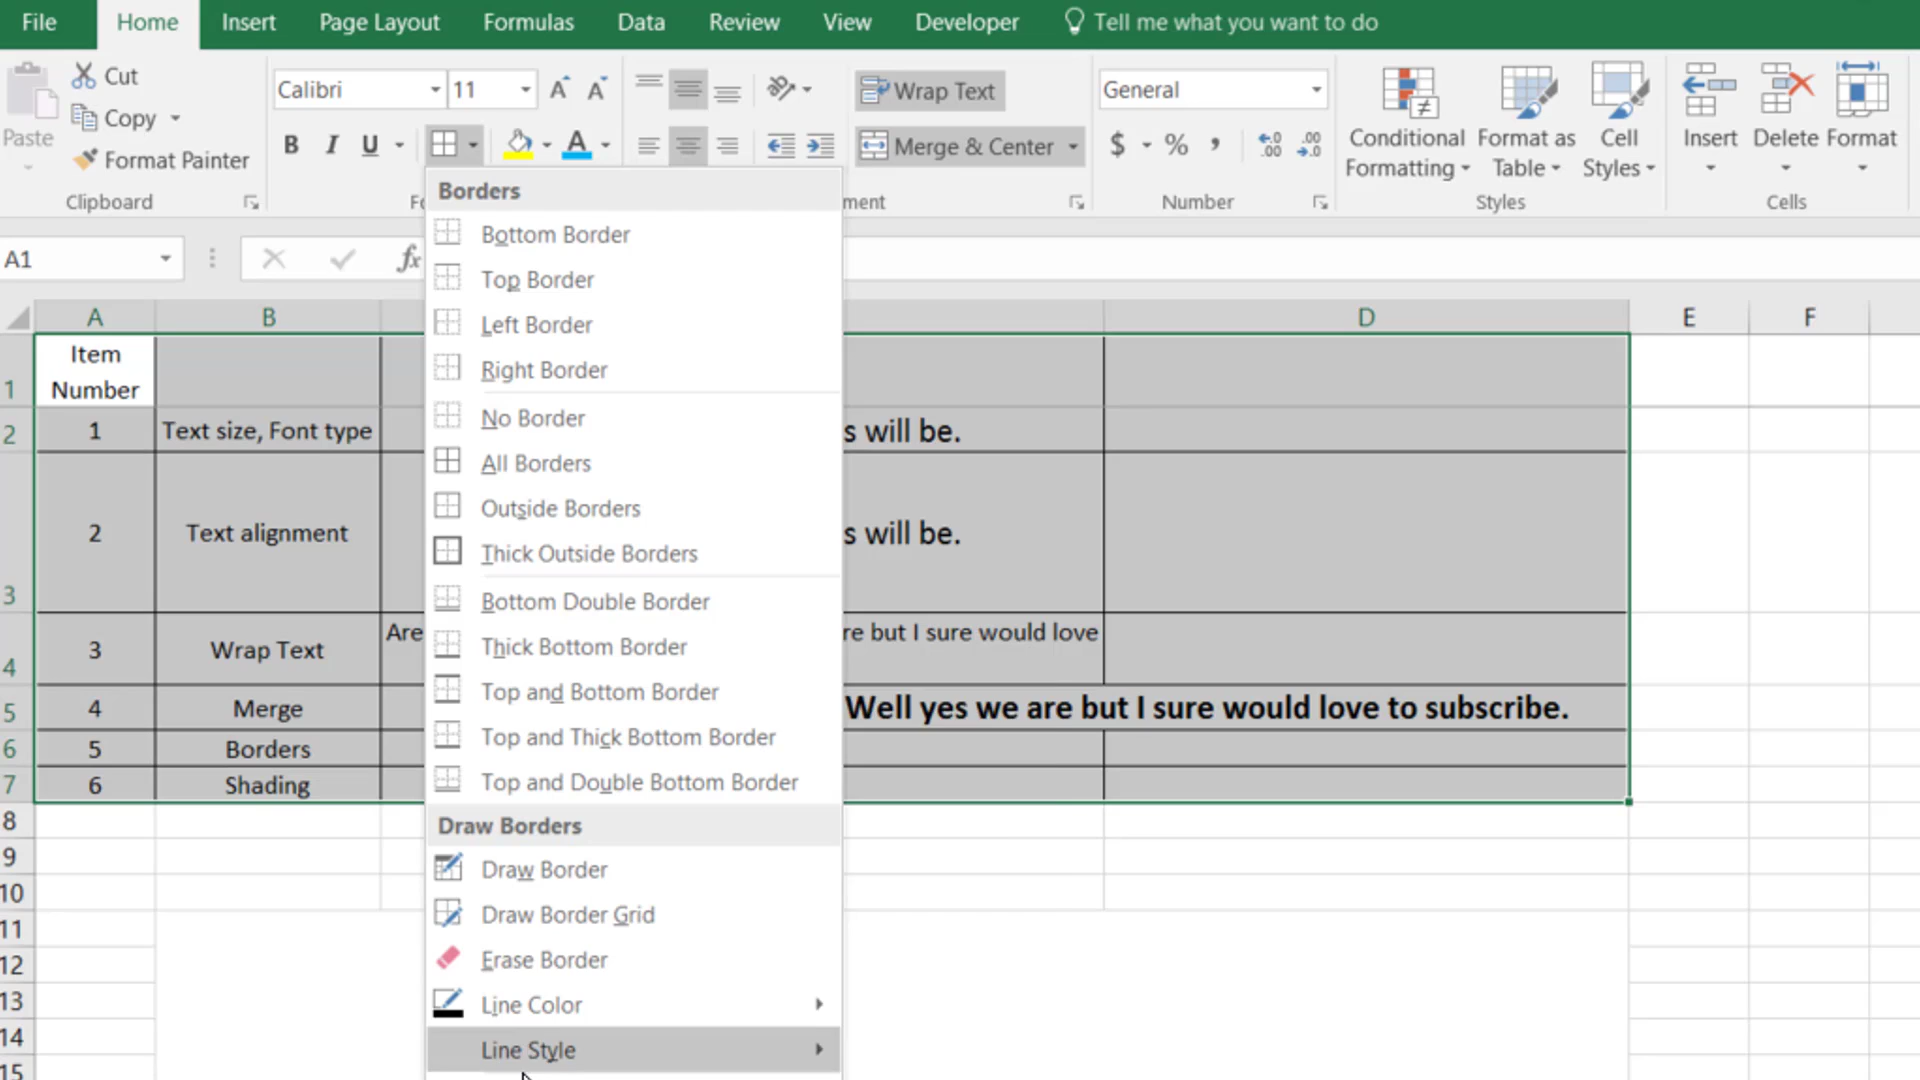 File Home Insert Page Layout Formulas Data Review View Developer Tell me what you want to do
Cut
Copy
Format Painter
Paste
Clipboard
Calibri 11
B I U
Wrap Text
Merge & Center
ment
General
$ % ,
Number
Conditional Formatting
Format as Table
Cell Styles
Styles
Insert Delete Format
Cells
A1
fx
A B D E F
1 Item Number
2 1 Text size, Font type s will be.
3 2 Text alignment s will be.
4 3 Wrap Text Are re but I sure would love
5 4 Merge Well yes we are but I sure would love to subscribe.
6 5 Borders
7 6 Shading
8
9
10
11
12
13
14
15
Borders
Bottom Border
Top Border
Left Border
Right Border
No Border
All Borders
Outside Borders
Thick Outside Borders
Bottom Double Border
Thick Bottom Border
Top and Bottom Border
Top and Thick Bottom Border
Top and Double Bottom Border
Draw Borders
Draw Border
Draw Border Grid
Erase Border
Line Color
Line Style